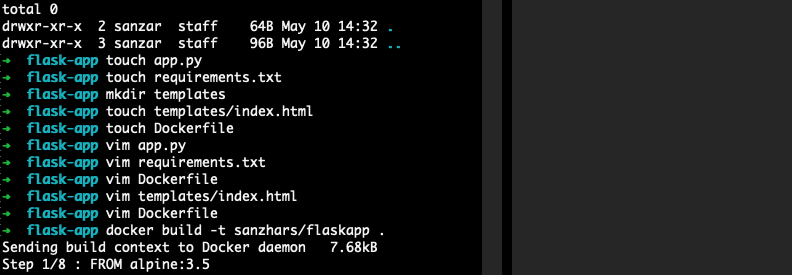 total 0
drwxr-xr-x  2 sanzar  staff    64B May 10 14:32 .
drwxr-xr-x  3 sanzar  staff    96B May 10 14:32 ..
➜  flask-app touch app.py
➜  flask-app touch requirements.txt
➜  flask-app mkdir templates
➜  flask-app touch templates/index.html
➜  flask-app touch Dockerfile
➜  flask-app vim app.py
➜  flask-app vim requirements.txt
➜  flask-app vim Dockerfile
➜  flask-app vim templates/index.html
➜  flask-app vim Dockerfile
➜  flask-app docker build -t sanzhars/flaskapp .
Sending build context to Docker daemon   7.68kB
Step 1/8 : FROM alpine:3.5